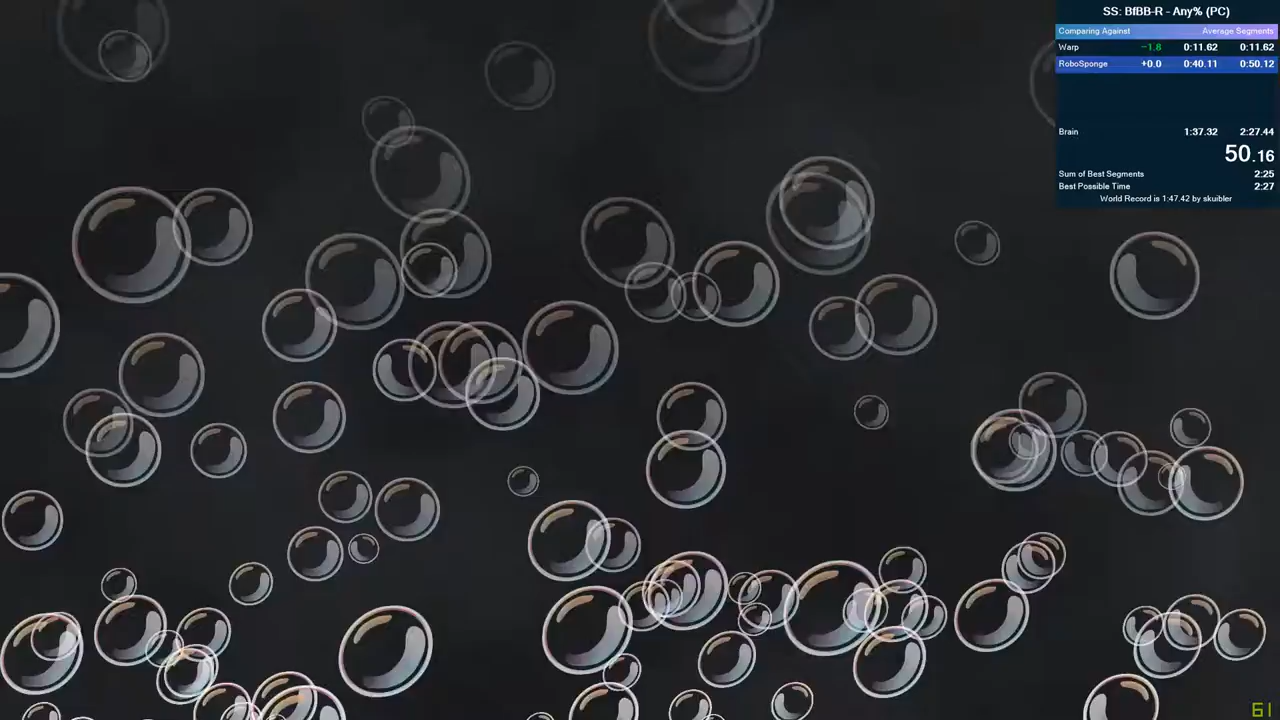 SS: BfBB-R - Any% (PC)
Comparing Against Average Segments
Warp −1.8 0:11.62 0:11.62
RoboSponge +0.0 0:40.11 0:50.12
Brain 1:37.32 2:27.44
50.16
Sum of Best Segments 2:25
Best Possible Time 2:27
World Record is 1:47.42 by skuibler
61